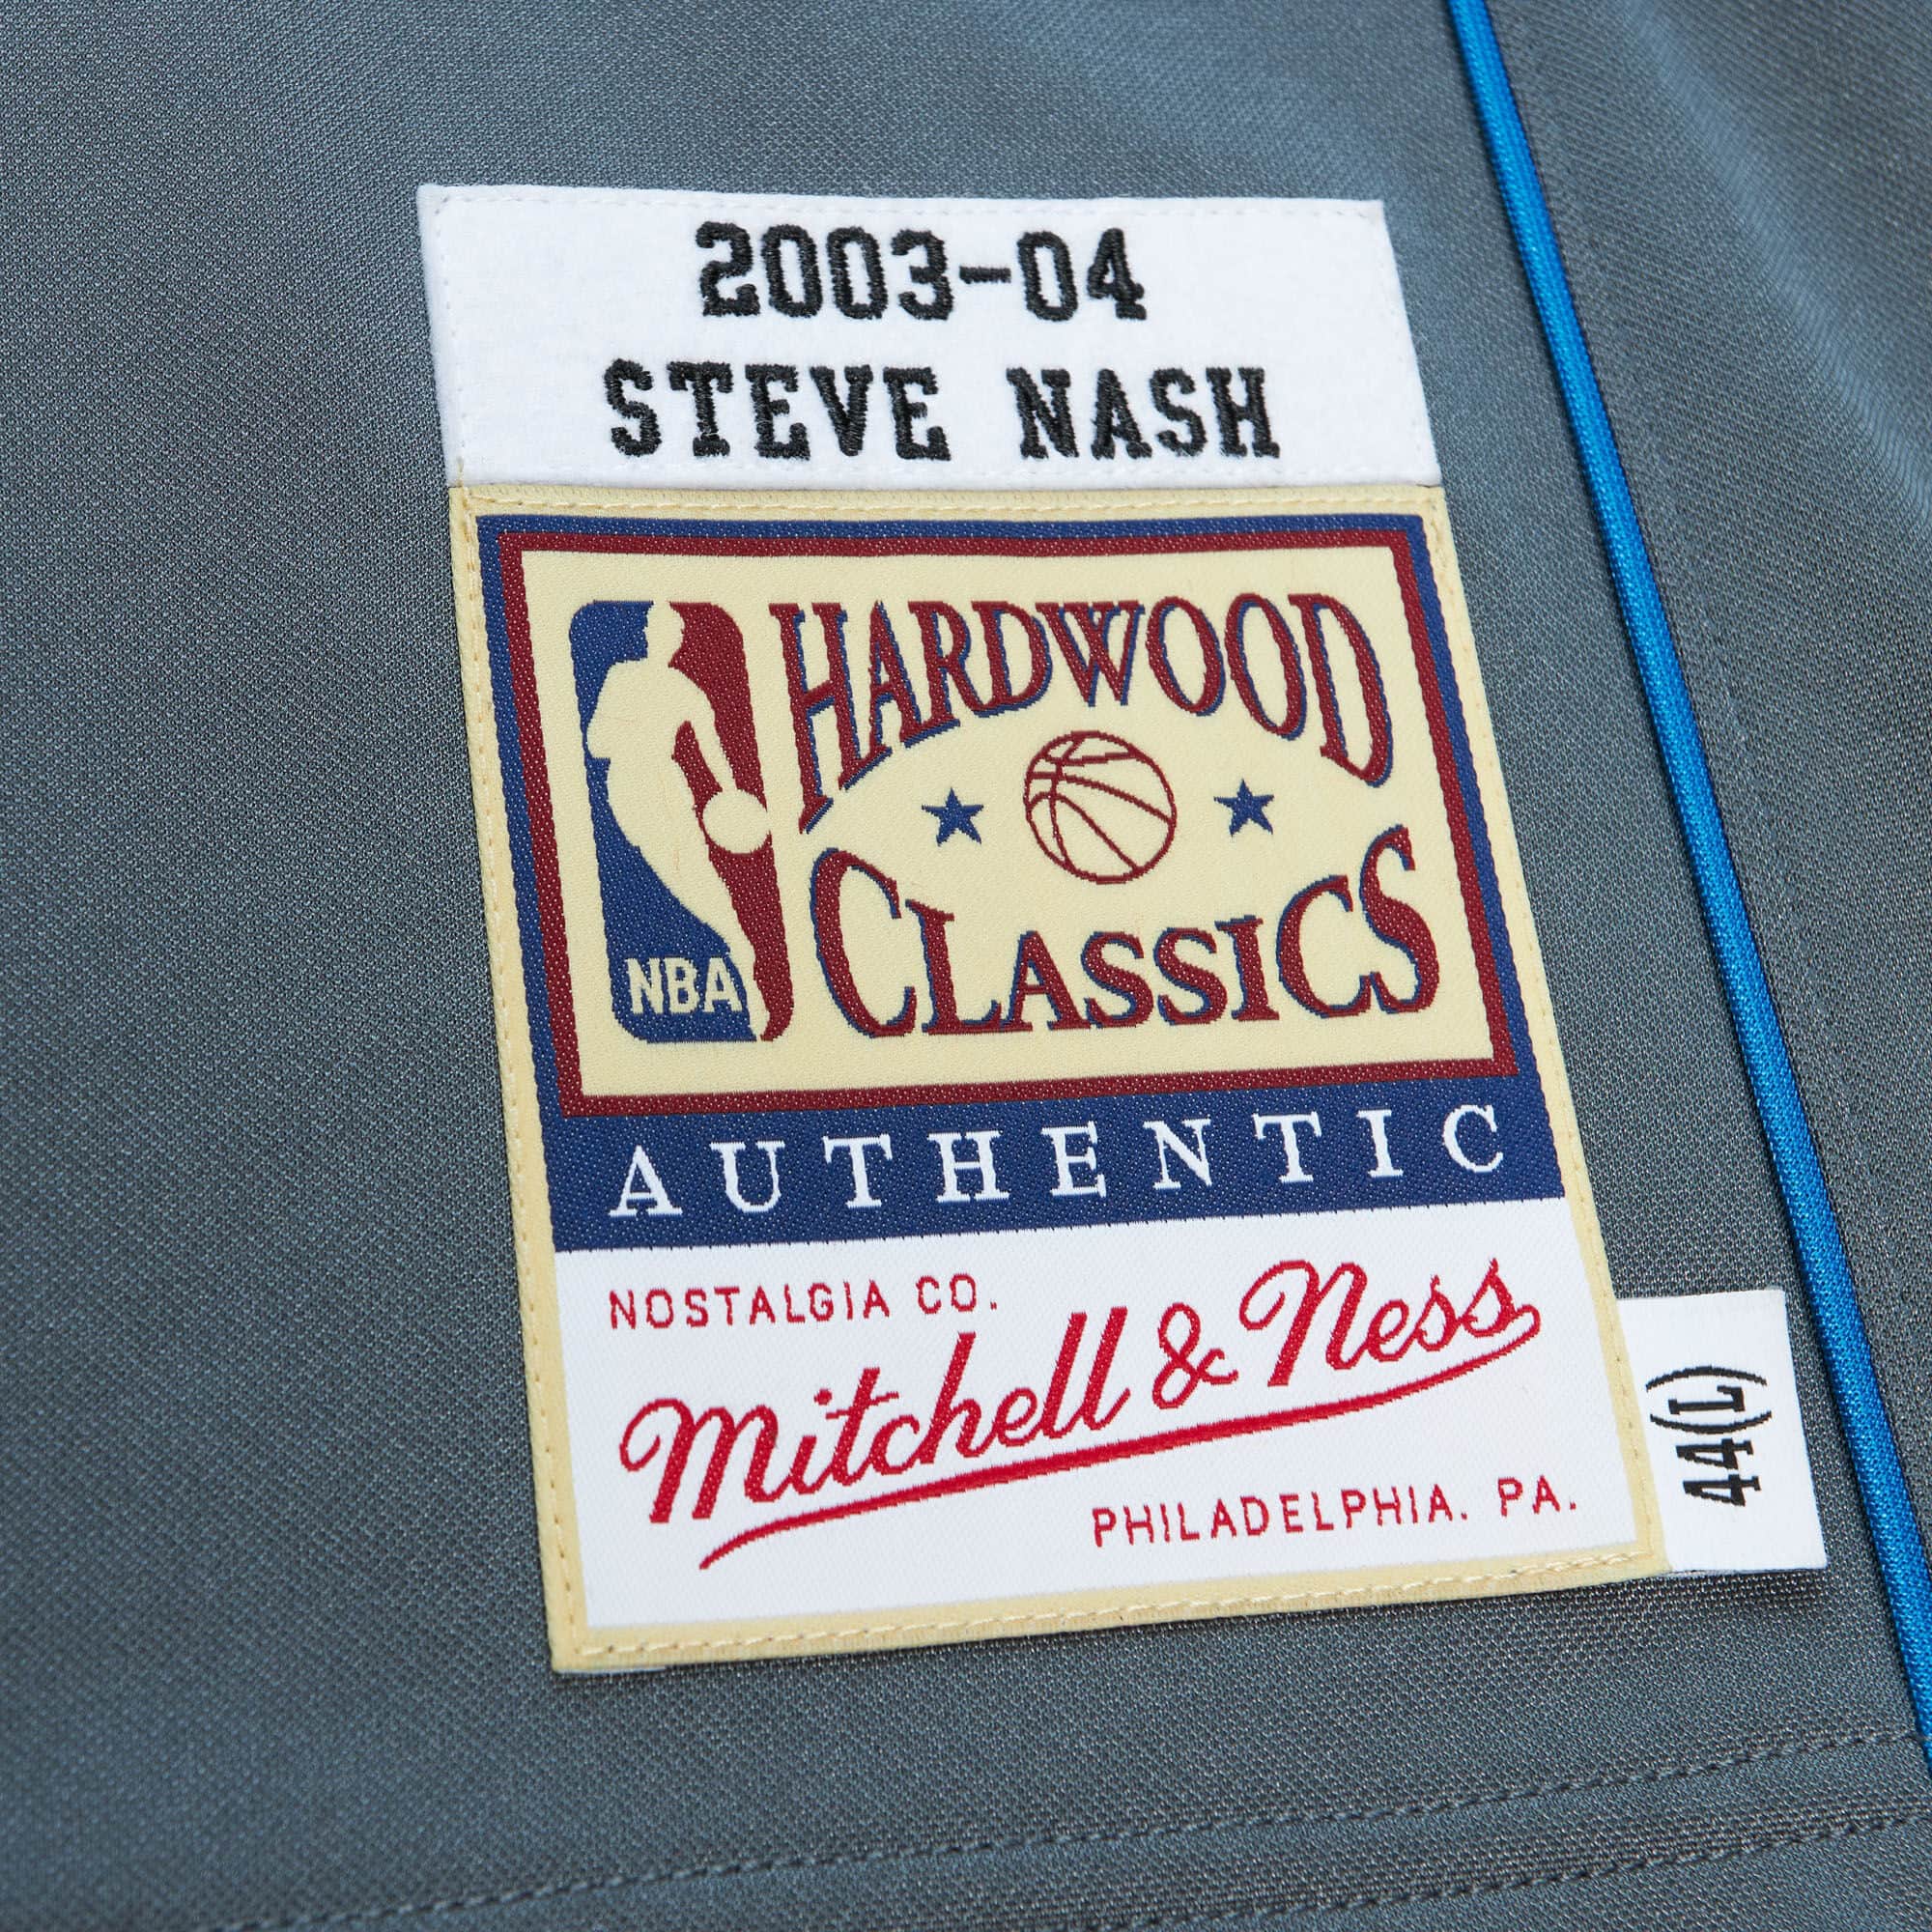 2003-04
STEVE NASH
HARDWOOD
CLASSICS
NBA
AUTHENTIC
NOSTALGIA CO.
Mitchell & Ness
PHILADELPHIA. PA.
44(L)